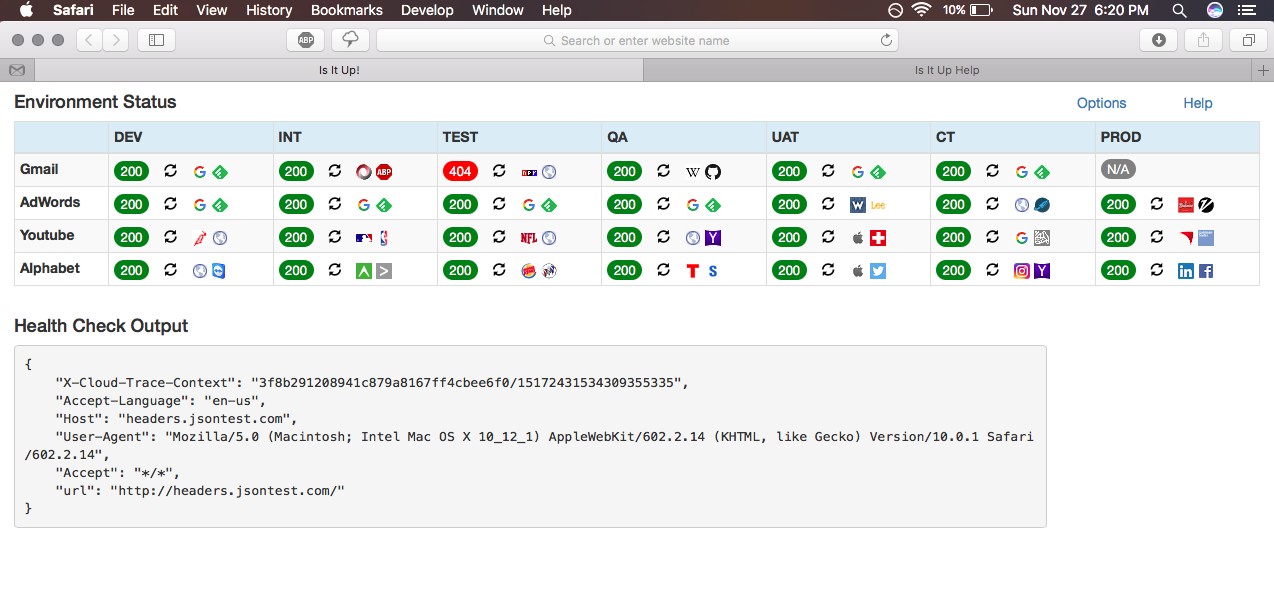 Safari File Edit View History Bookmarks Develop Window Help 10% Sun Nov 27 6:20 PM
ABP Search or enter website name
Is It Up! Is It Up Help
Environment Status Options Help
DEV INT TEST QA UAT CT PROD
Gmail 200 200 ABP 404 npr 200 W 200 200 N/A
AdWords 200 200 200 200 200 W Lee 200 200
Youtube 200 200 200 NFL 200 Y 200 200 200
Alphabet 200 200 200 200 T S 200 200 Y 200 in f
Health Check Output
{
"X-Cloud-Trace-Context": "3f8b291208941c879a8167ff4cbee6f0/15172431534309355335",
"Accept-Language": "en-us",
"Host": "headers.jsontest.com",
"User-Agent": "Mozilla/5.0 (Macintosh; Intel Mac OS X 10_12_1) AppleWebKit/602.2.14 (KHTML, like Gecko) Version/10.0.1 Safari
/602.2.14",
"Accept": "*/*",
"url": "http://headers.jsontest.com/"
}